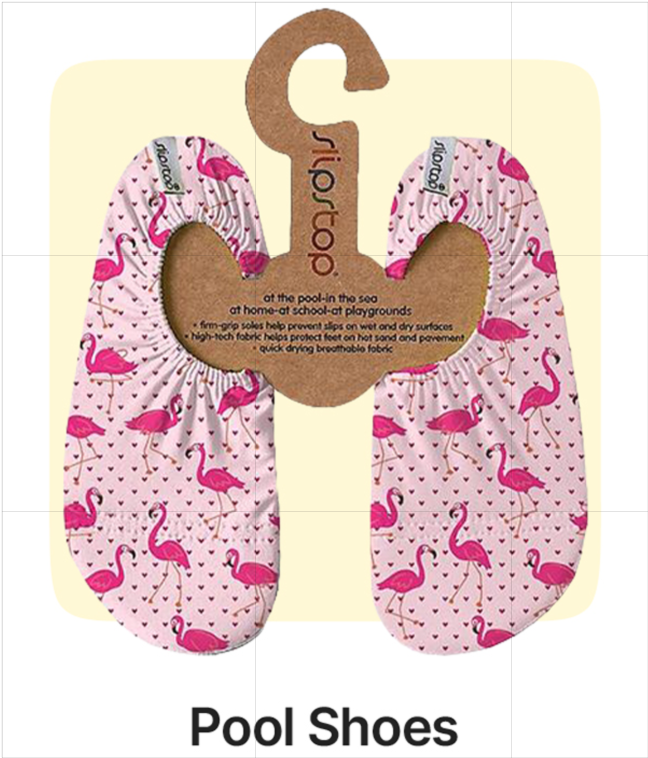 slipstop
slipstop
slipstop
at the pool-in the sea
at home-at school-at playgrounds
• firm-grip soles help prevent slips on wet and dry surfaces
• high-tech fabric helps protect feet on hot sand and pavement
• quick drying breathable fabric
Pool Shoes